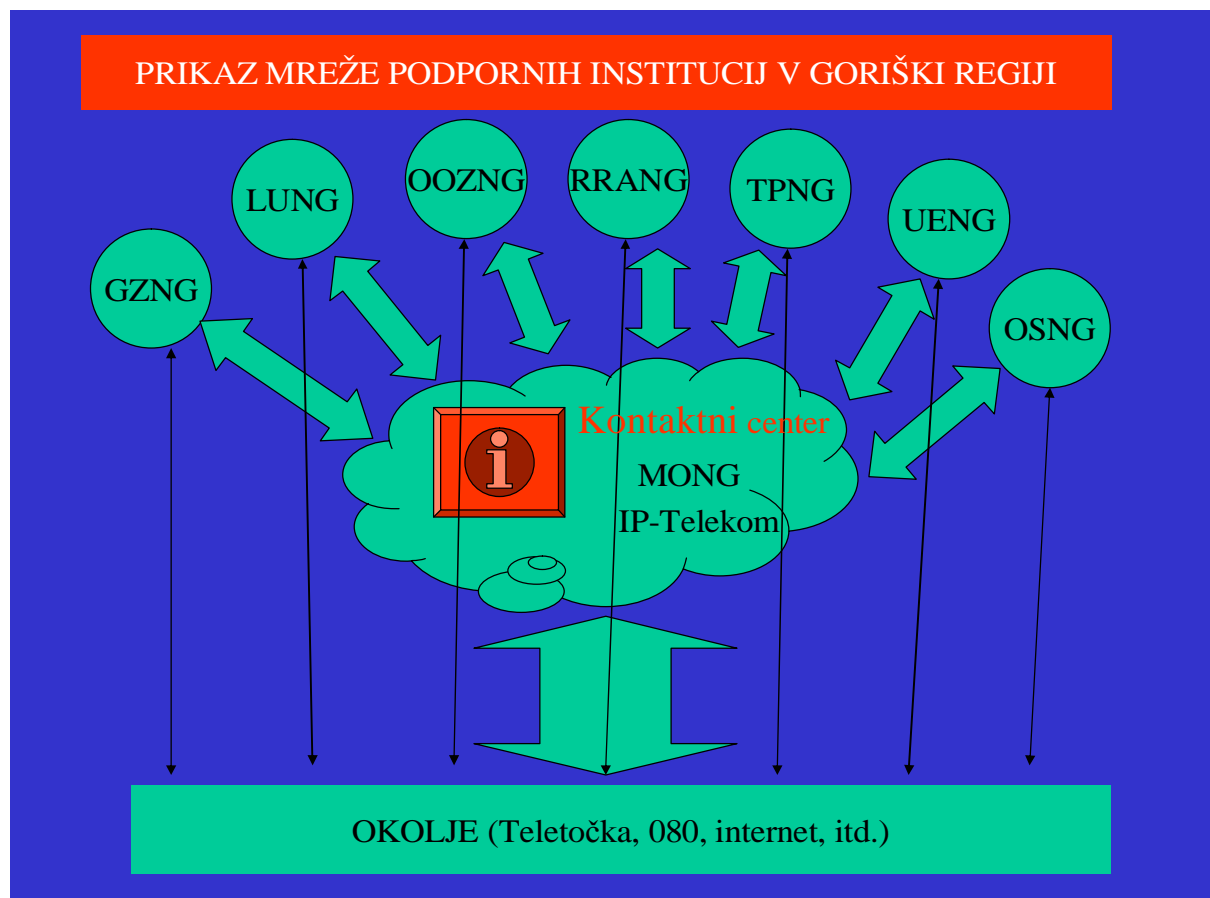 PRIKAZ MREŽE PODPORNIH INSTITUCIJ V GORIŠKI REGIJI
GZNG
LUNG
OOZNG
RRANG
TPNG
UENG
OSNG
Kontaktni center
MONG
IP-Telekom
OKOLJE (Teletočka, 080, internet, itd.)